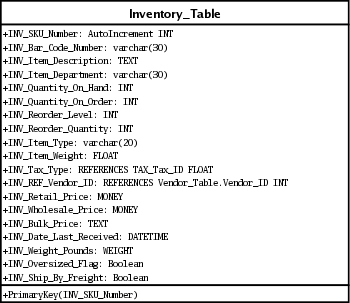 Inventory_Table
+INV_SKU_Number: AutoIncrement INT
+INV_Bar_Code_Number: varchar(30)
+INV_Item_Description: TEXT
+INV_Item_Department: varchar(30)
+INV_Quantity_On_Hand: INT
+INV_Quantity_On_Order: INT
+INV_Reorder_Level: INT
+INV_Reorder_Quantity: INT
+INV_Item_Type: varchar(20)
+INV_Item_Weight: FLOAT
+INV_Tax_Type: REFERENCES TAX_Tax_ID FLOAT
+INV_REF_Vendor_ID: REFERENCES Vendor_Table.Vendor_ID INT
+INV_Retail_Price: MONEY
+INV_Wholesale_Price: MONEY
+INV_Bulk_Price: TEXT
+INV_Date_Last_Received: DATETIME
+INV_Weight_Pounds: WEIGHT
+INV_Oversized_Flag: Boolean
+INV_Ship_By_Freight: Boolean
+PrimaryKey(INV_SKU_Number)